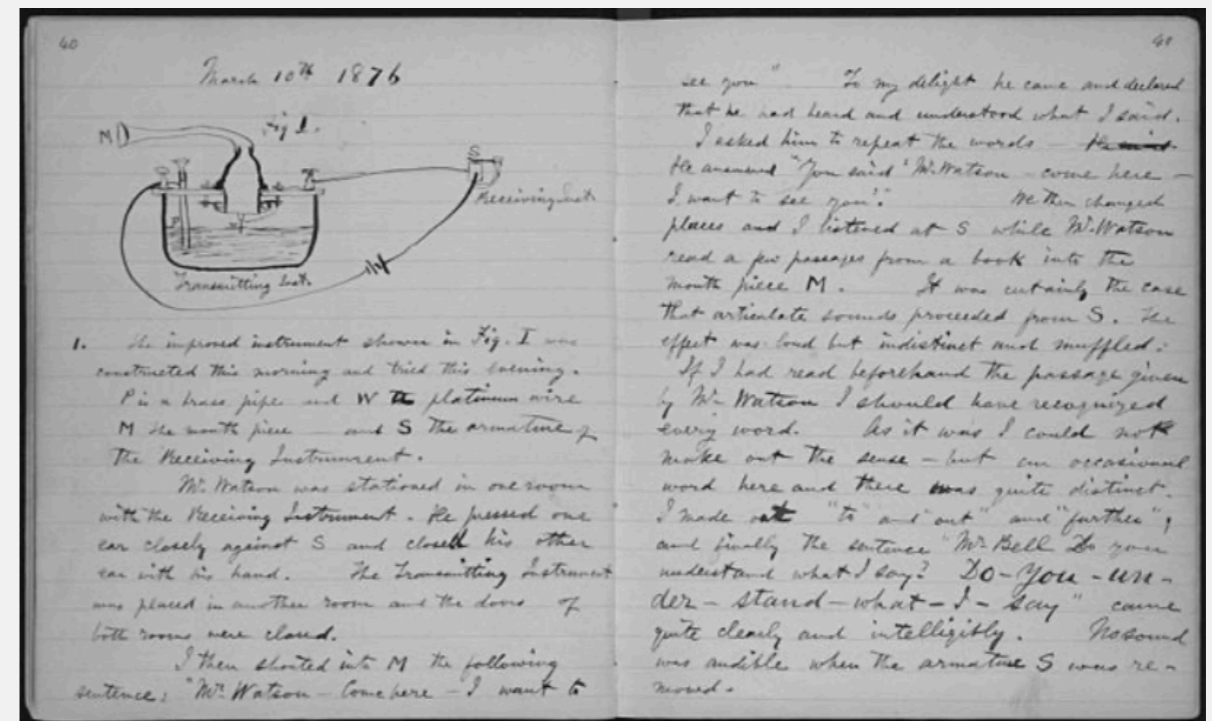 40
March 10th 1876
Fig I.
M
S
Receiving Inst.
P
W
Transmitting Inst.
1. The improved instrument shown in Fig. I was
constructed this morning and tried this evening.
P is a brass pipe and W the platinum wire
M the mouth piece and S the armature of
the Receiving Instrument.
Mr. Watson was stationed in one room
with the Receiving Instrument. He pressed one
ear closely against S and closed his other
ear with his hand. The Transmitting Instrument
was placed in another room and the doors of
both rooms were closed.
I then shouted into M the following
sentence: "Mr. Watson - Come here - I want to
41
see you". To my delight he came and declared
that he had heard and understood what I said.
I asked him to repeat the words -
He answered "You said 'Mr. Watson - come here -
I want to see you'." We then changed
places and I listened at S while Mr. Watson
read a few passages from a book into the
mouth piece M. It was certainly the case
that articulate sounds proceeded from S. The
effect was loud but indistinct and muffled.
If I had read beforehand the passage given
by Mr. Watson I should have recognized
every word. As it was I could not
make out the sense - but an occasional
word here and there was quite distinct.
I made out "to" and "out" and "further";
and finally the sentence "Mr. Bell Do you
understand what I say? Do-you-un-
der-stand-what-I-say" came
quite clearly and intelligibly. No sound
was audible when the armature S was re-
moved.